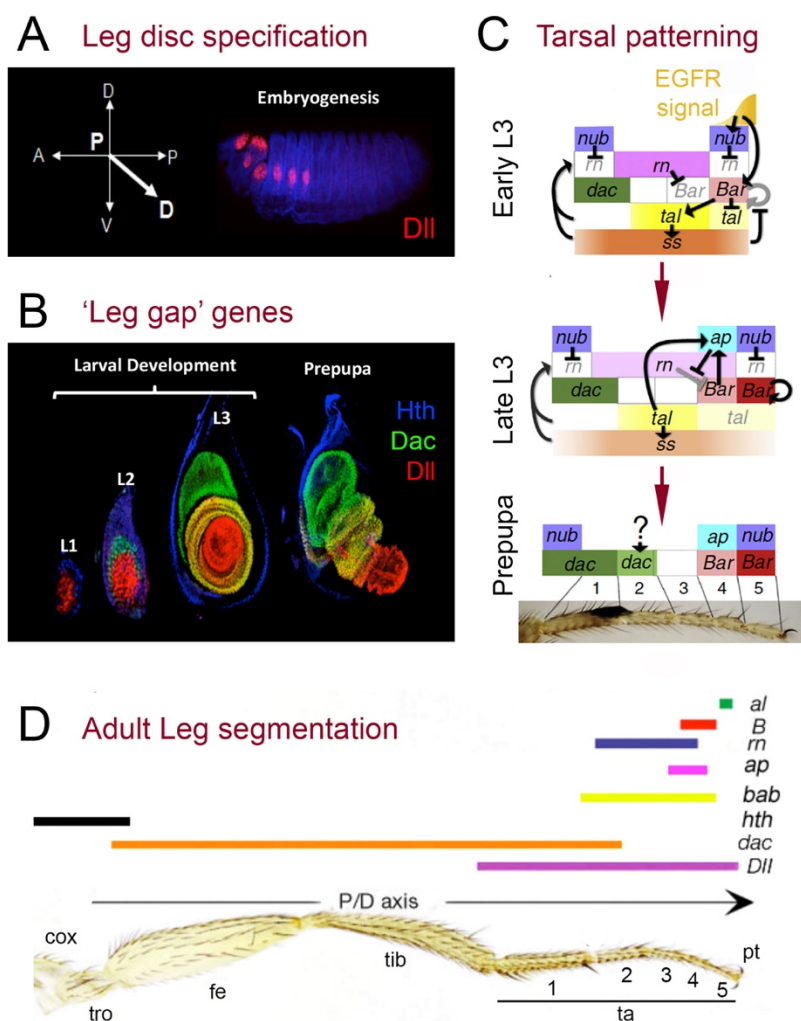 A Leg disc specification
Embryogenesis
D
P
A
P
V
D
Dll
B 'Leg gap' genes
Larval Development
Prepupa
L1
L2
L3
Hth
Dac
Dll
C Tarsal patterning
EGFR
signal
Early L3
nub
nub
rn
rn
rn
dac
Bar
Bar
tal
tal
ss
Late L3
nub
ap
nub
rn
rn
rn
dac
Bar
Bar
tal
tal
ss
Prepupa
?
nub
ap
nub
dac
dac
Bar
Bar
1 2 3 4 5
D Adult Leg segmentation
al
B
rn
ap
bab
hth
dac
Dll
P/D axis
cox
tro
fe
tib
1 2 3 4 5
ta
pt